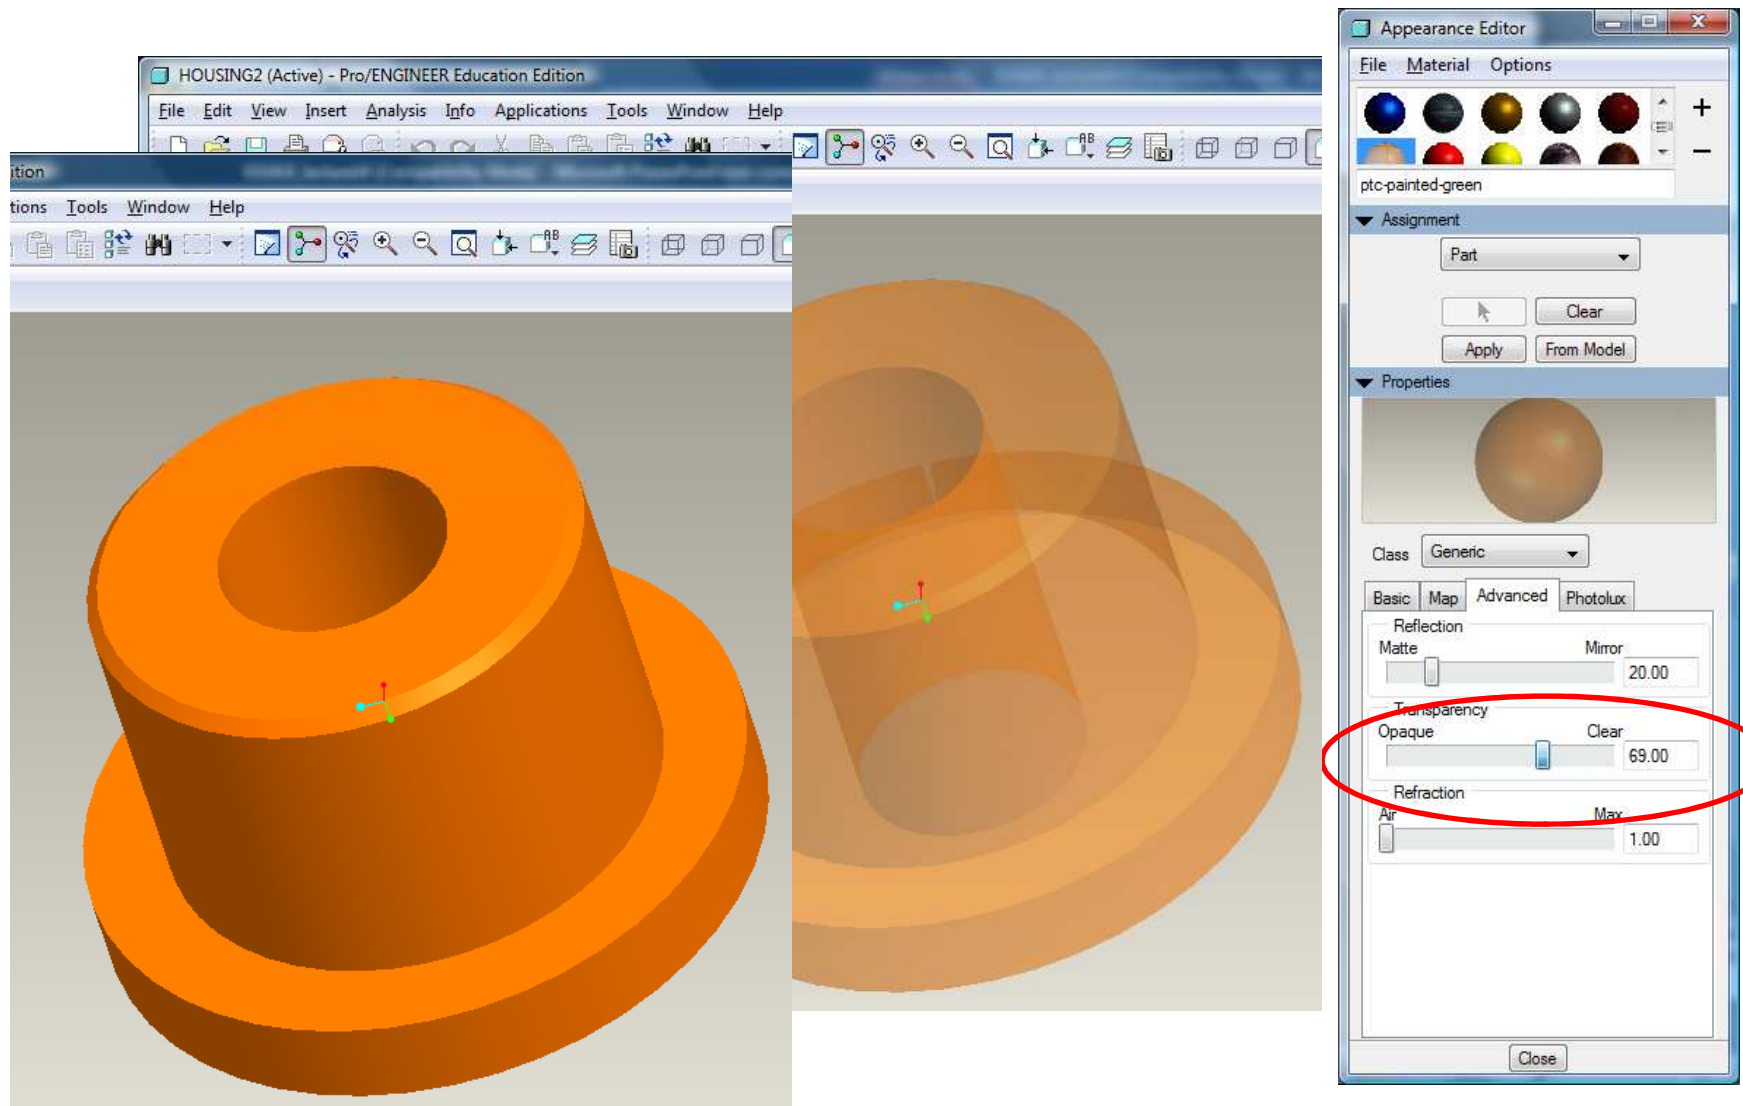 HOUSING2 (Active) - Pro/ENGINEER Education Edition
File Edit View Insert Analysis Info Applications Tools Window Help
ition
tions Tools Window Help
Appearance Editor
File Material Options
ptc-painted-green
Assignment
Part
Clear
Apply From Model
Properties
Class Generic
Basic Map Advanced Photolux
Reflection
Matte Mirror
20.00
Transparency
Opaque Clear
69.00
Refraction
Air Max
1.00
Close